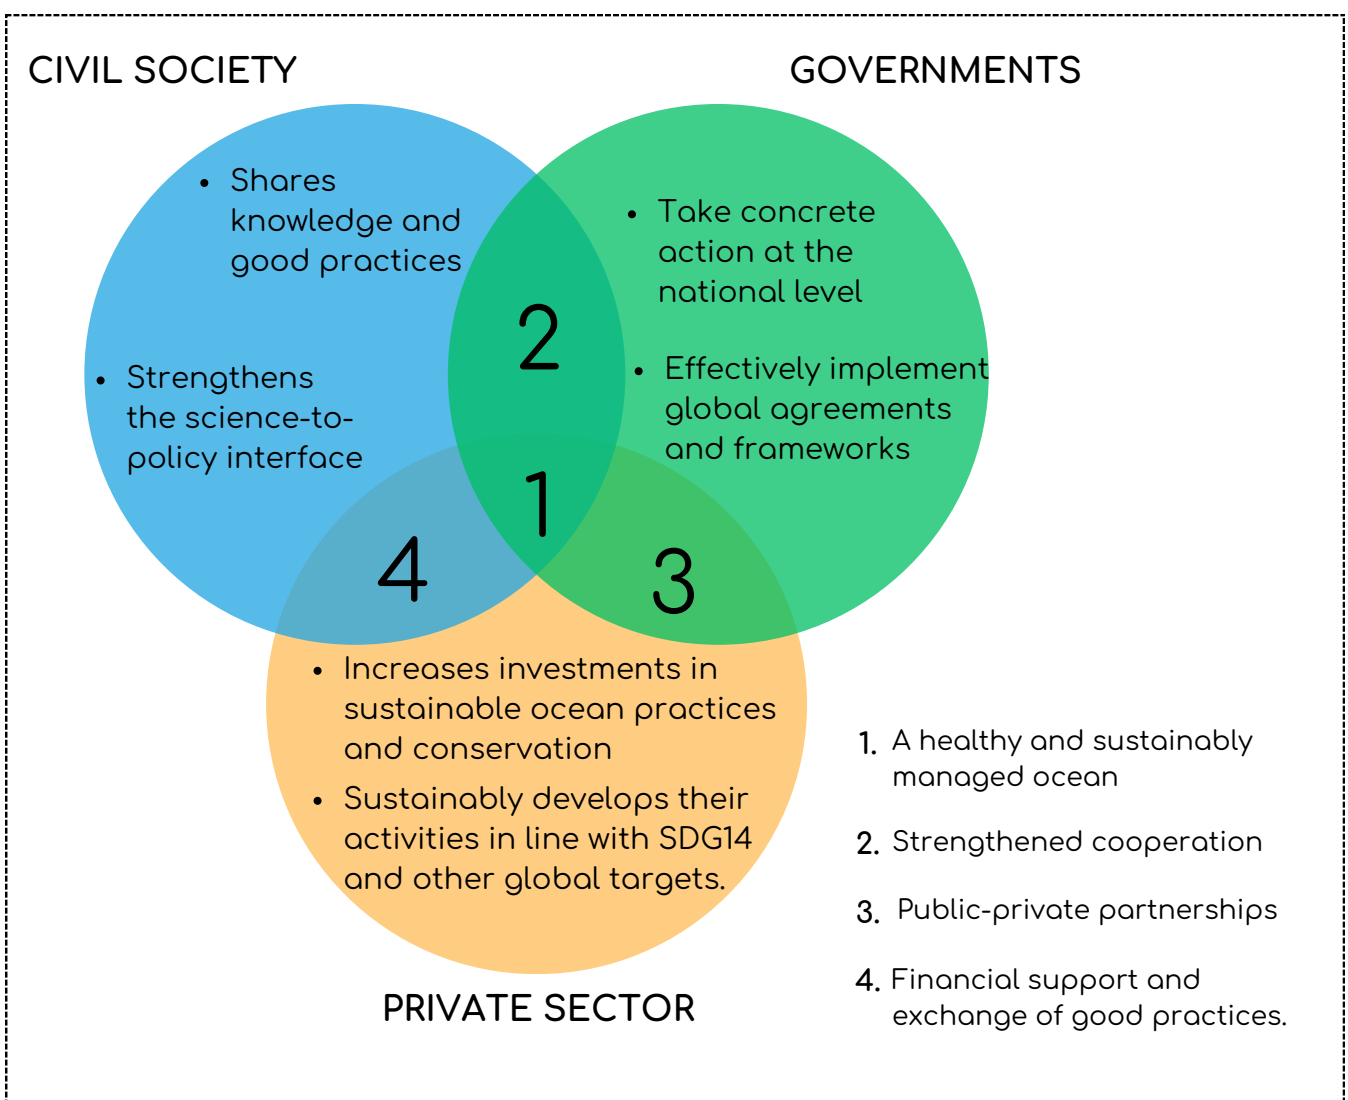 CIVIL SOCIETY
GOVERNMENTS
• Shares
knowledge and
good practices
• Strengthens
the science-to-
policy interface
• Take concrete
action at the
national level
• Effectively implement
global agreements
and frameworks
2
1
4
3
• Increases investments in
sustainable ocean practices
and conservation
• Sustainably develops their
activities in line with SDG14
and other global targets.
PRIVATE SECTOR
1. A healthy and sustainably
managed ocean
2. Strengthened cooperation
3. Public-private partnerships
4. Financial support and
exchange of good practices.